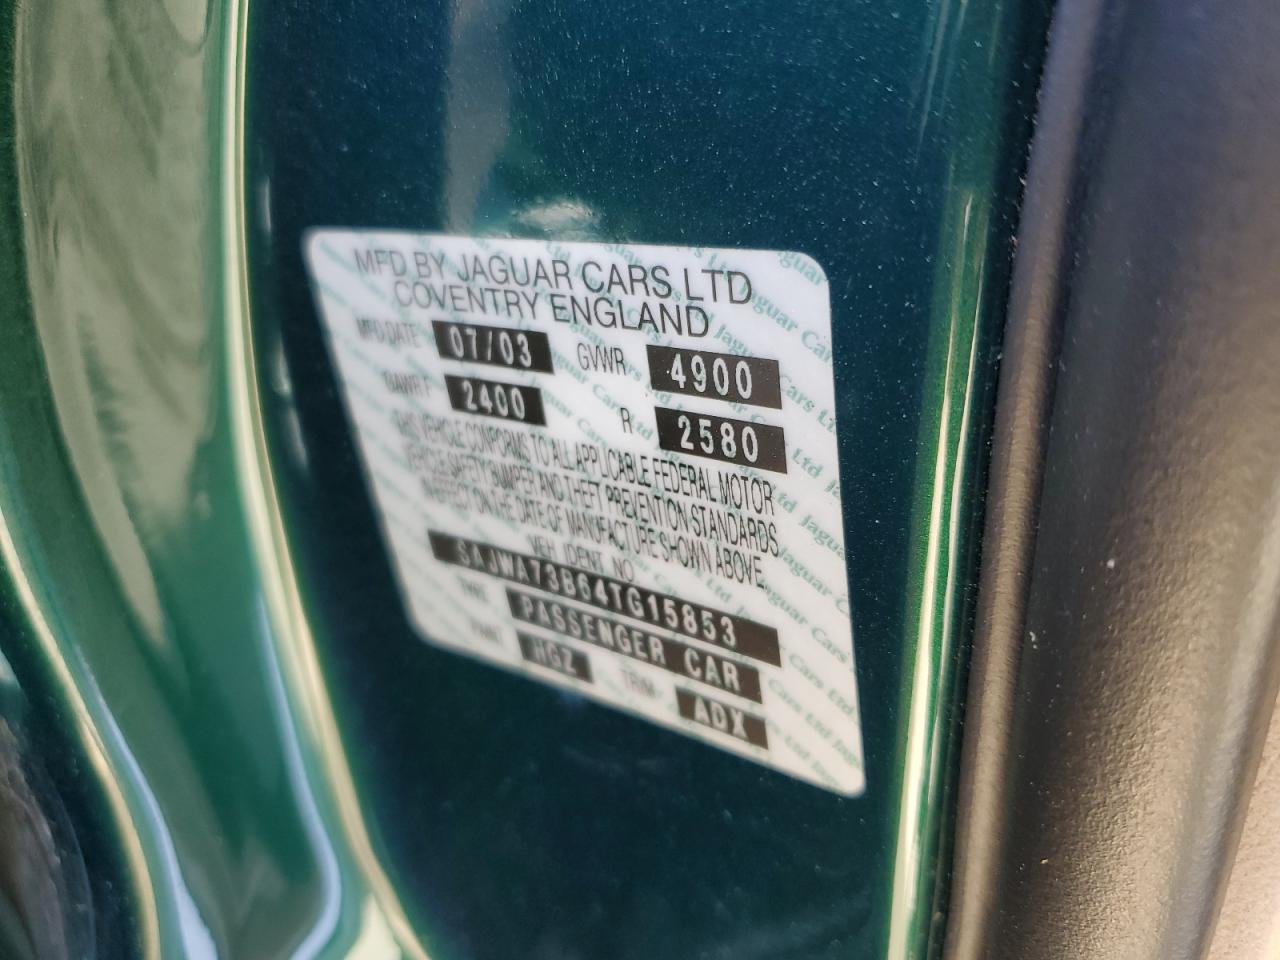 MFD BY JAGUAR CARS LTD
COVENTRY ENGLAND
MFD DATE 07/03 GVWR 4900
GAWR F 2400 R 2580
THIS VEHICLE CONFORMS TO ALL APPLICABLE FEDERAL MOTOR
VEHICLE SAFETY BUMPER AND THEFT PREVENTION STANDARDS
IN EFFECT ON THE DATE OF MANUFACTURE SHOWN ABOVE.
VEH IDENT NO
SAJWA73B64TG15853
TYPE PASSENGER CAR
PAINT HGZ TRIM ADX